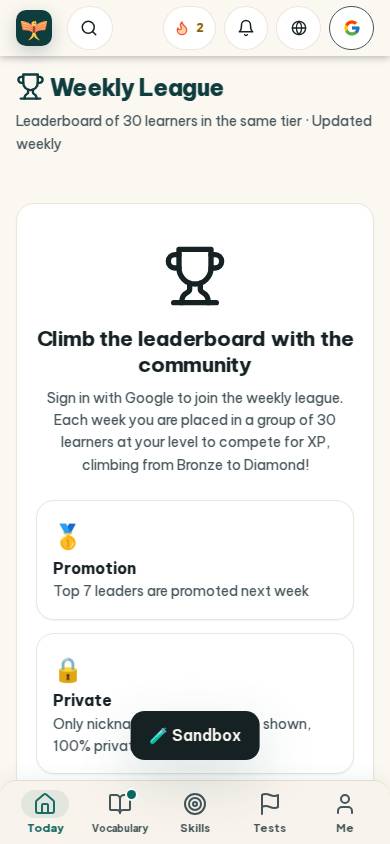 2
Weekly League
Leaderboard of 30 learners in the same tier · Updated
weekly
Climb the leaderboard with the
community
Sign in with Google to join the weekly league.
Each week you are placed in a group of 30
learners at your level to compete for XP,
climbing from Bronze to Diamond!
Promotion
Top 7 leaders are promoted next week
Private
Only shown,
100%
Sandbox
Today Vocabulary Skills Tests Me